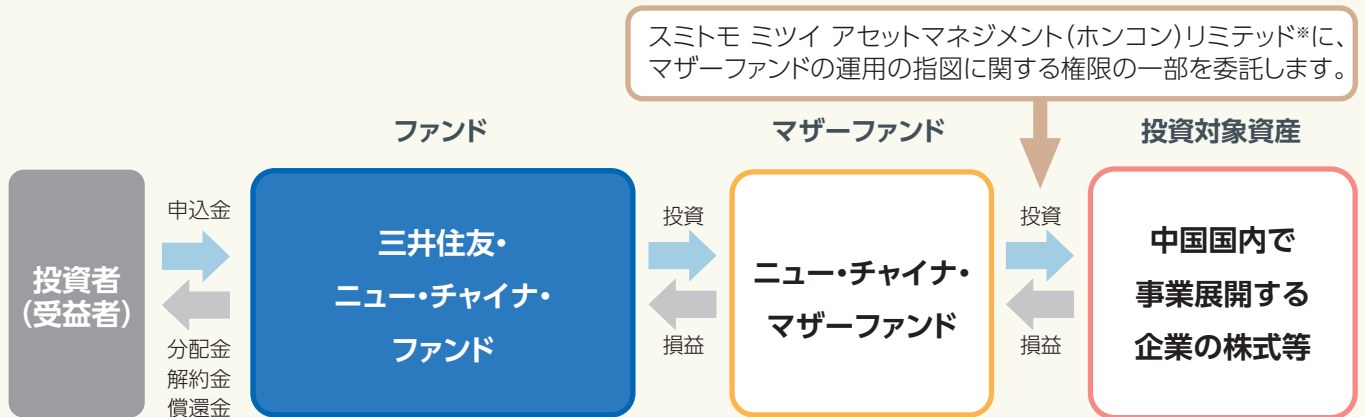 スミトモ ミツイ アセットマネジメント(ホンコン)リミテッド※に、
マザーファンドの運用の指図に関する権限の一部を委託します。
ファンド
マザーファンド
投資対象資産
投資者
(受益者)
申込金
分配金
解約金
償還金
三井住友・
ニュー・チャイナ・
ファンド
投資
損益
ニュー・チャイナ・
マザーファンド
投資
損益
中国国内で
事業展開する
企業の株式等